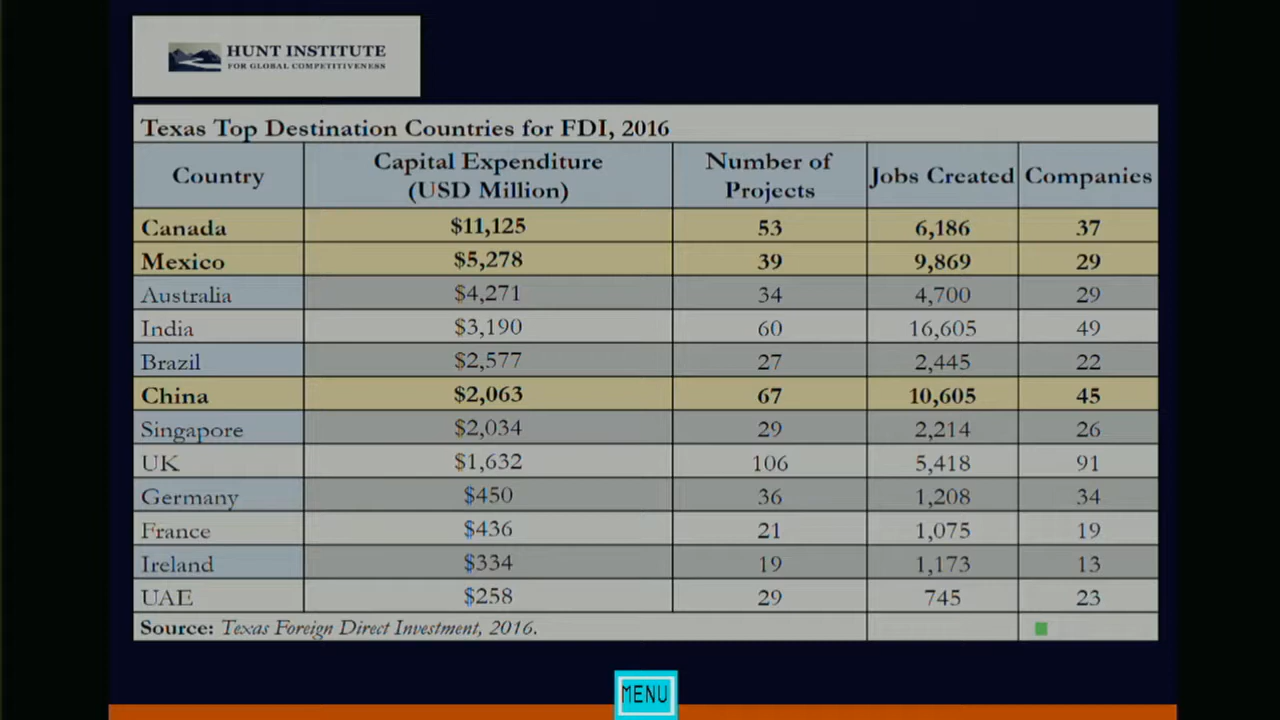 HUNT INSTITUTE
FOR GLOBAL COMPETITIVENESS
Texas Top Destination Countries for FDI, 2016
Country Capital Expenditure (USD Million) Number of Projects Jobs Created Companies
Canada $11,125 53 6,186 37
Mexico $5,278 39 9,869 29
Australia $4,271 34 4,700 29
India $3,190 60 16,605 49
Brazil $2,577 27 2,445 22
China $2,063 67 10,605 45
Singapore $2,034 29 2,214 26
UK $1,632 106 5,418 91
Germany $450 36 1,208 34
France $436 21 1,075 19
Ireland $334 19 1,173 13
UAE $258 29 745 23
Source: Texas Foreign Direct Investment, 2016.
MENU